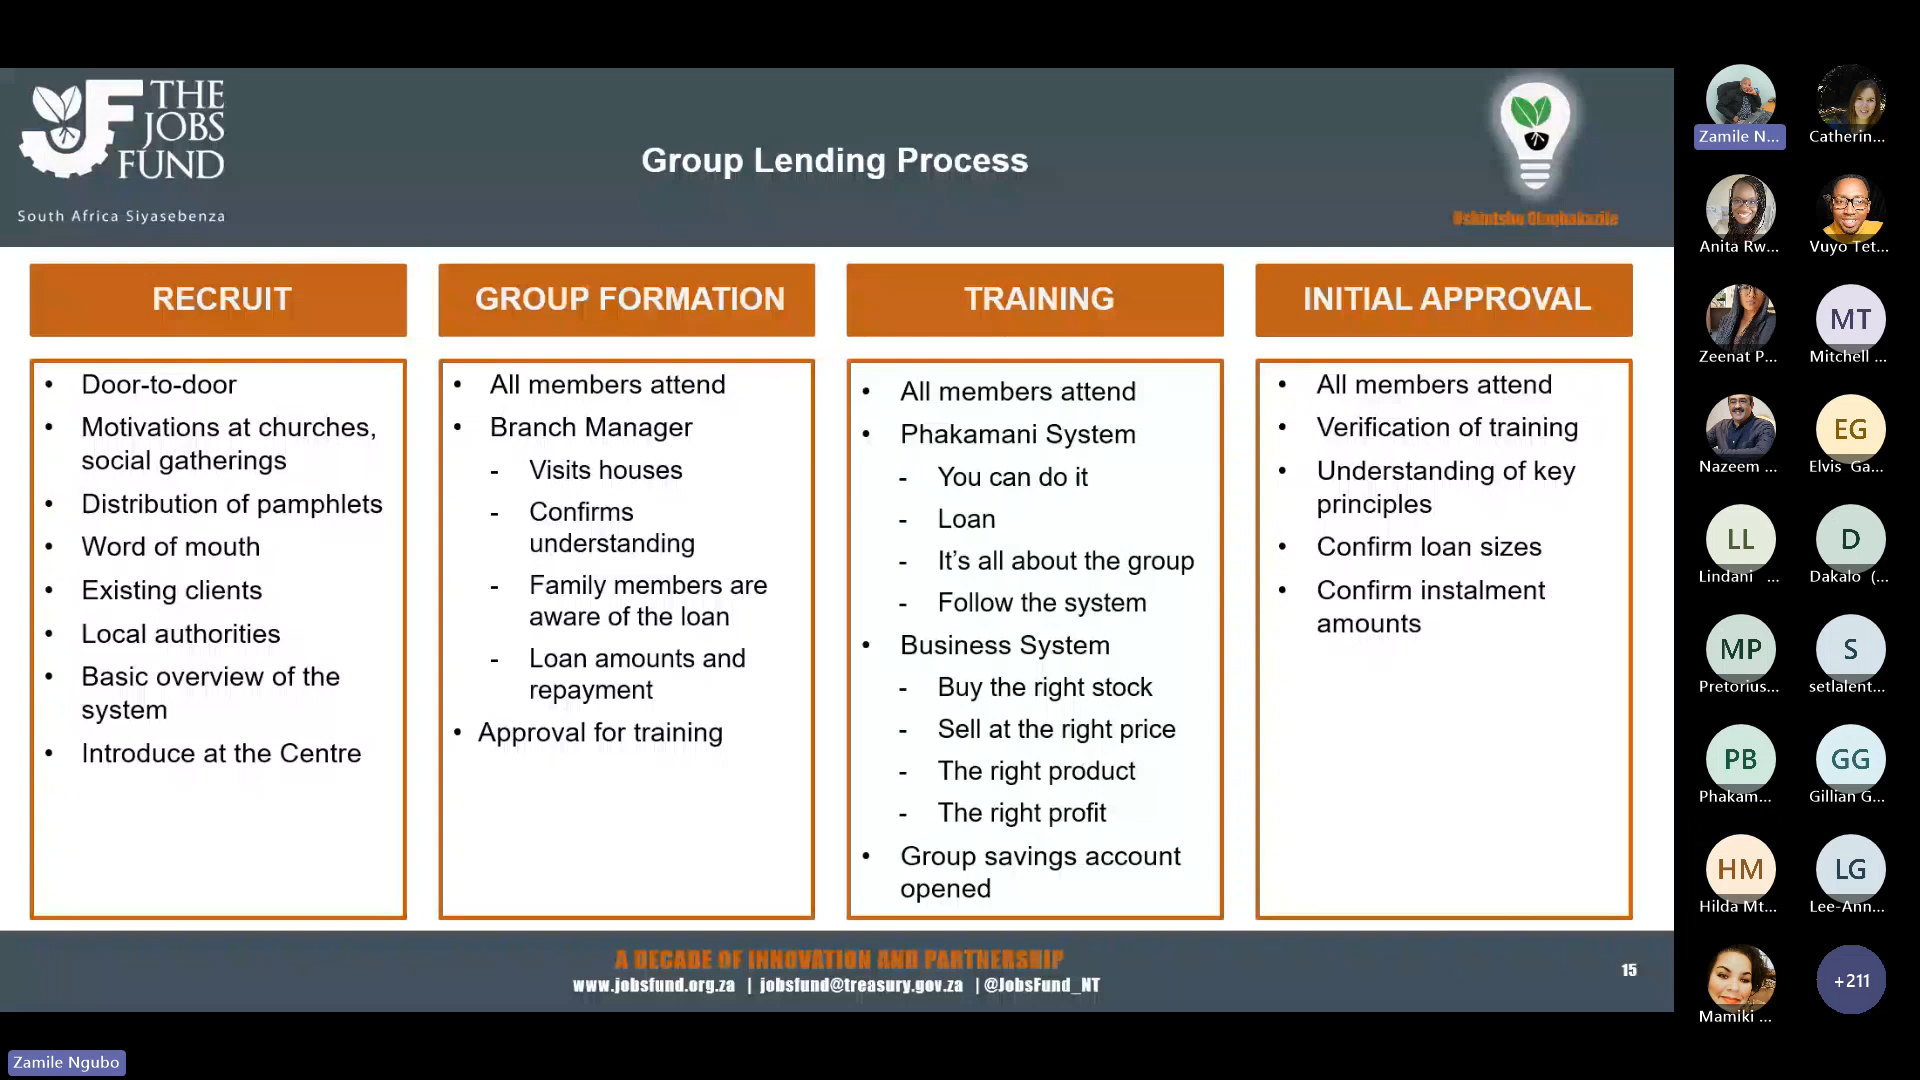 THE
JOBS
FUND
South Africa Siyasebenza
Group Lending Process
RECRUIT
• Door-to-door
• Motivations at churches,
social gatherings
• Distribution of pamphlets
• Word of mouth
• Existing clients
• Local authorities
• Basic overview of the
system
• Introduce at the Centre
GROUP FORMATION
• All members attend
• Branch Manager
- Visits houses
- Confirms
understanding
- Family members are
aware of the loan
- Loan amounts and
repayment
• Approval for training
TRAINING
• All members attend
• Phakamani System
- You can do it
- Loan
- It’s all about the group
- Follow the system
• Business System
- Buy the right stock
- Sell at the right price
- The right product
- The right profit
• Group savings account
opened
INITIAL APPROVAL
• All members attend
• Verification of training
• Understanding of key
principles
• Confirm loan sizes
• Confirm instalment
amounts
A DECADE OF INNOVATION AND PARTNERSHIP
www.jobsfund.org.za | jobsfund@treasury.gov.za | @JobsFund_NT
15
Zamile N...
Catherin...
Anita Rw...
Vuyo Tet...
Zeenat P...
MT
Mitchell ...
Nazeem ...
EG
Elvis Ga...
LL
Lindani ...
D
Dakalo (...
MP
Pretorius...
S
setlalent...
PB
Phakam...
GG
Gillian G...
HM
Hilda Mt...
LG
Lee-Ann...
Mamiki ...
+211
Zamile Ngubo